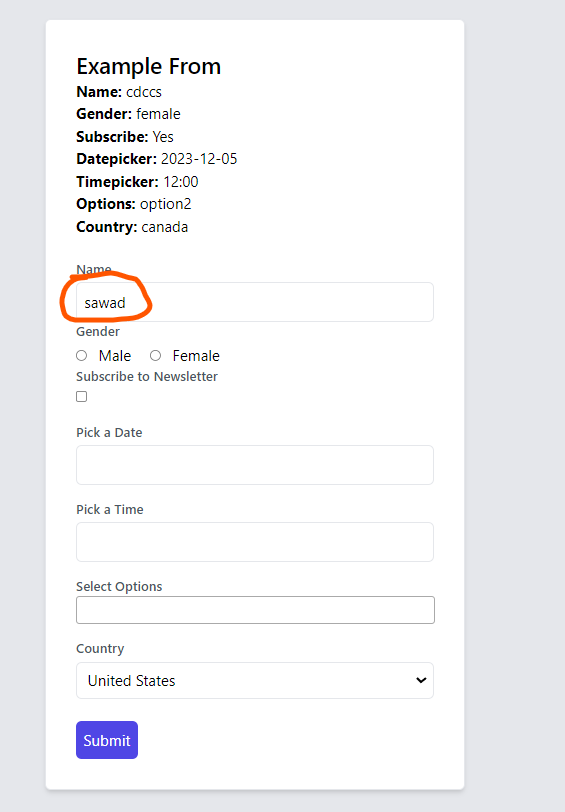 Example From
Name: cdccs
Gender: female
Subscribe: Yes
Datepicker: 2023-12-05
Timepicker: 12:00
Options: option2
Country: canada
Name
sawad
Gender
Male Female
Subscribe to Newsletter
Pick a Date
Pick a Time
Select Options
Country
United States
Submit